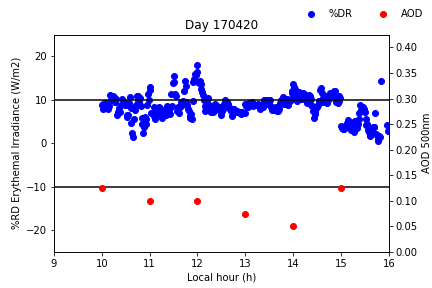 %DR AOD
Day 170420
%RD Erythemal Irradiance (W/m2)
20
10
0
−10
−20
0.40
0.35
0.30
0.25
0.20
0.15
0.10
0.05
0.00
AOD 500nm
9 10 11 12 13 14 15 16
Local hour (h)